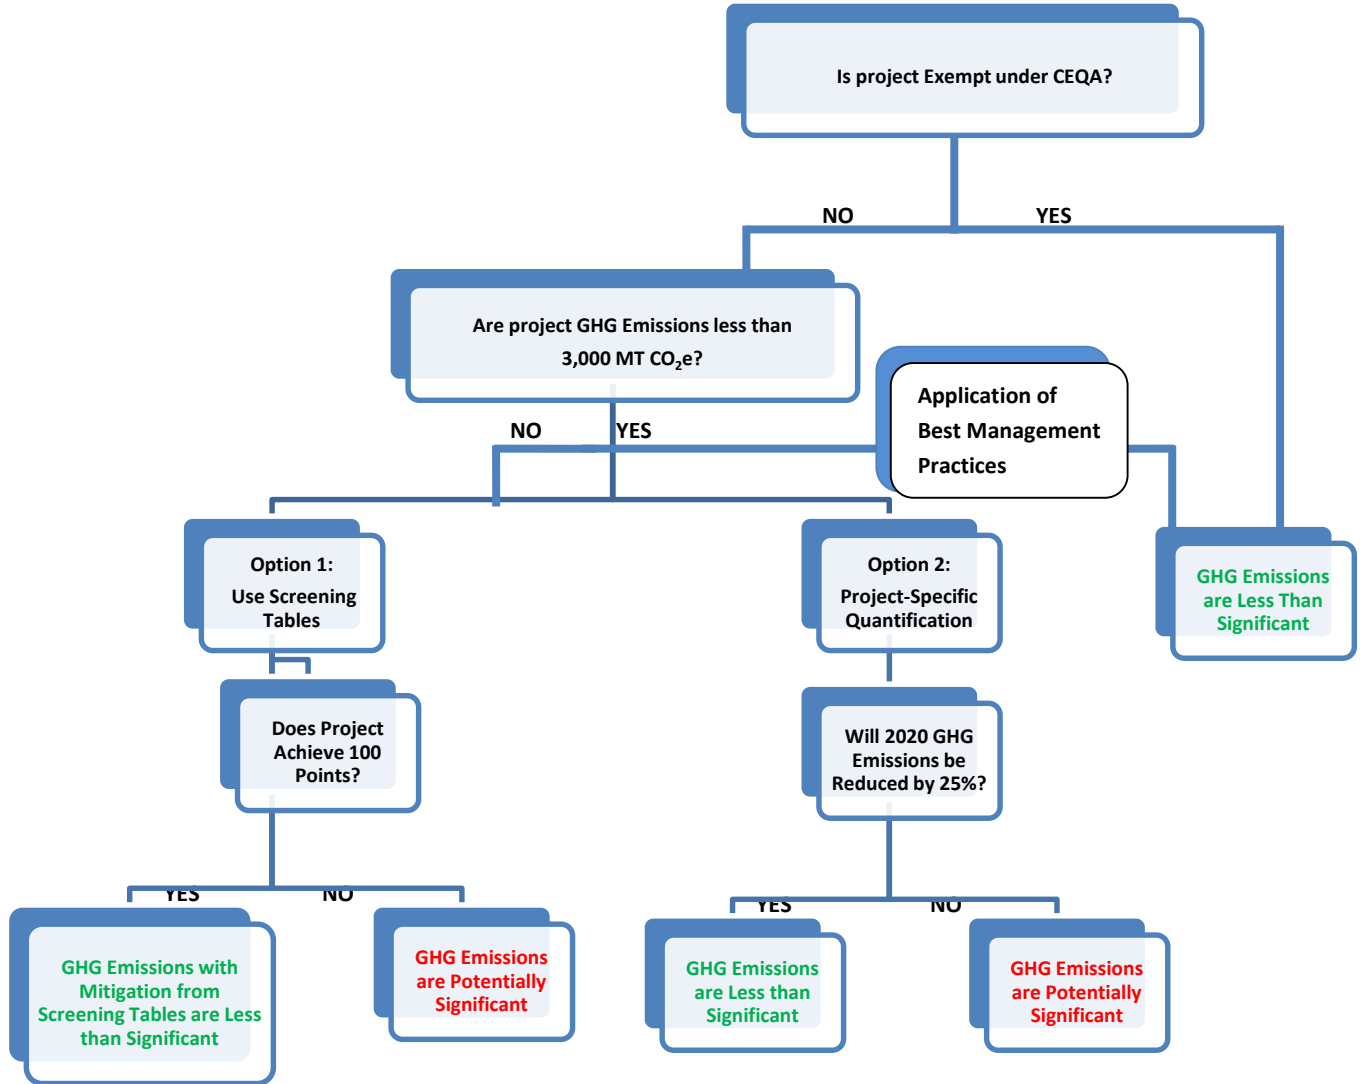 Is project Exempt under CEQA?
NO
YES
Are project GHG Emissions less than
3,000 MT CO₂e?
Application of
Best Management
Practices
NO
YES
Option 1:
Use Screening
Tables
Option 2:
Project-Specific
Quantification
GHG Emissions
are Less Than
Significant
Does Project
Achieve 100
Points?
Will 2020 GHG
Emissions be
Reduced by 25%?
YES
NO
YES
NO
GHG Emissions with
Mitigation from
Screening Tables are Less
than Significant
GHG Emissions
are Potentially
Significant
GHG Emissions
are Less than
Significant
GHG Emissions
are Potentially
Significant